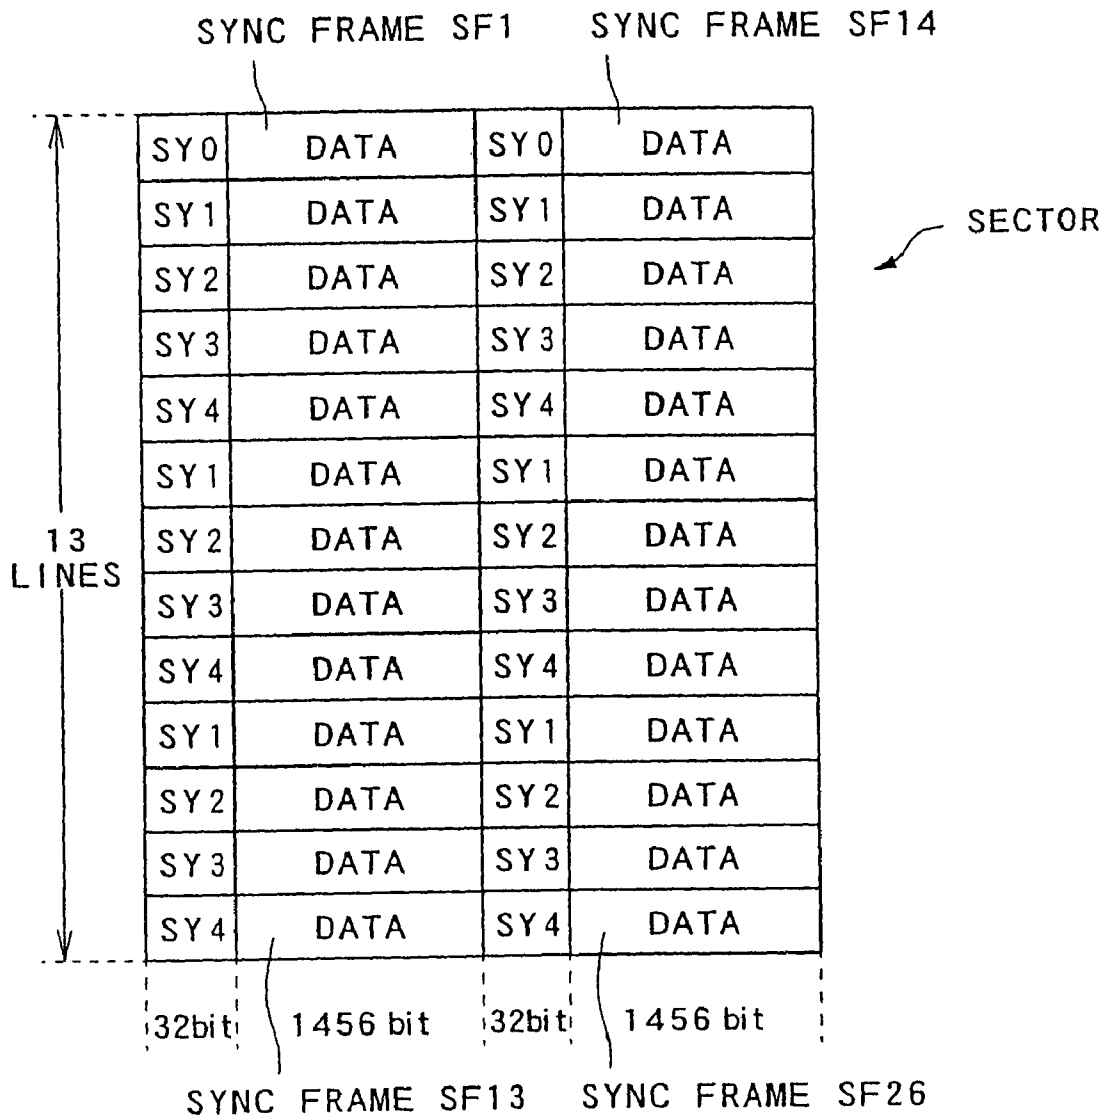 SYNC FRAME SF1 SYNC FRAME SF14
SY0 DATA SY0 DATA
SY1 DATA SY1 DATA
SECTOR
SY2 DATA SY2 DATA
SY3 DATA SY3 DATA
SY4 DATA SY4 DATA
SY1 DATA SY1 DATA
13
LINES
SY2 DATA SY2 DATA
SY3 DATA SY3 DATA
SY4 DATA SY4 DATA
SY1 DATA SY1 DATA
SY2 DATA SY2 DATA
SY3 DATA SY3 DATA
SY4 DATA SY4 DATA
32bit 1456 bit 32bit 1456 bit
SYNC FRAME SF13 SYNC FRAME SF26